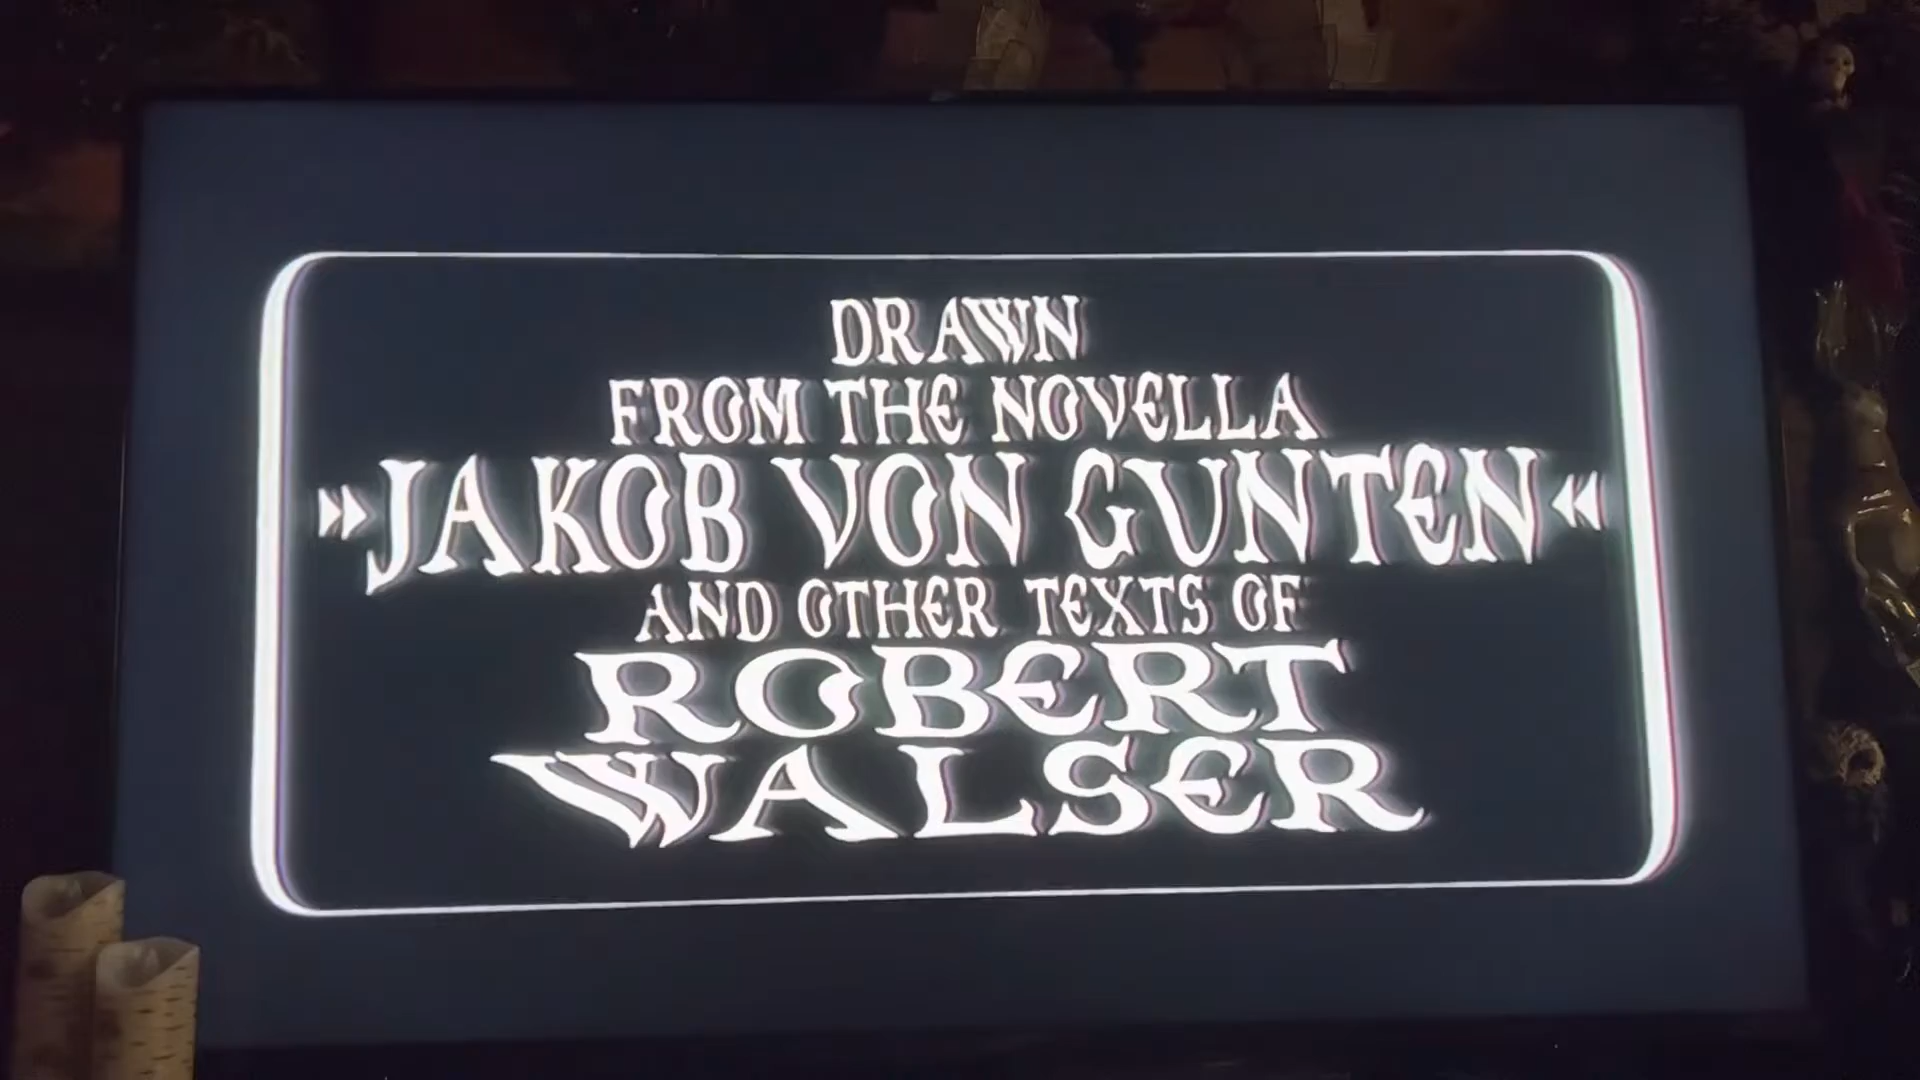 DRAWN
FROM THE NOVELLA
»JAKOB VON GUNTEN«
AND OTHER TEXTS OF
ROBERT
WALSER